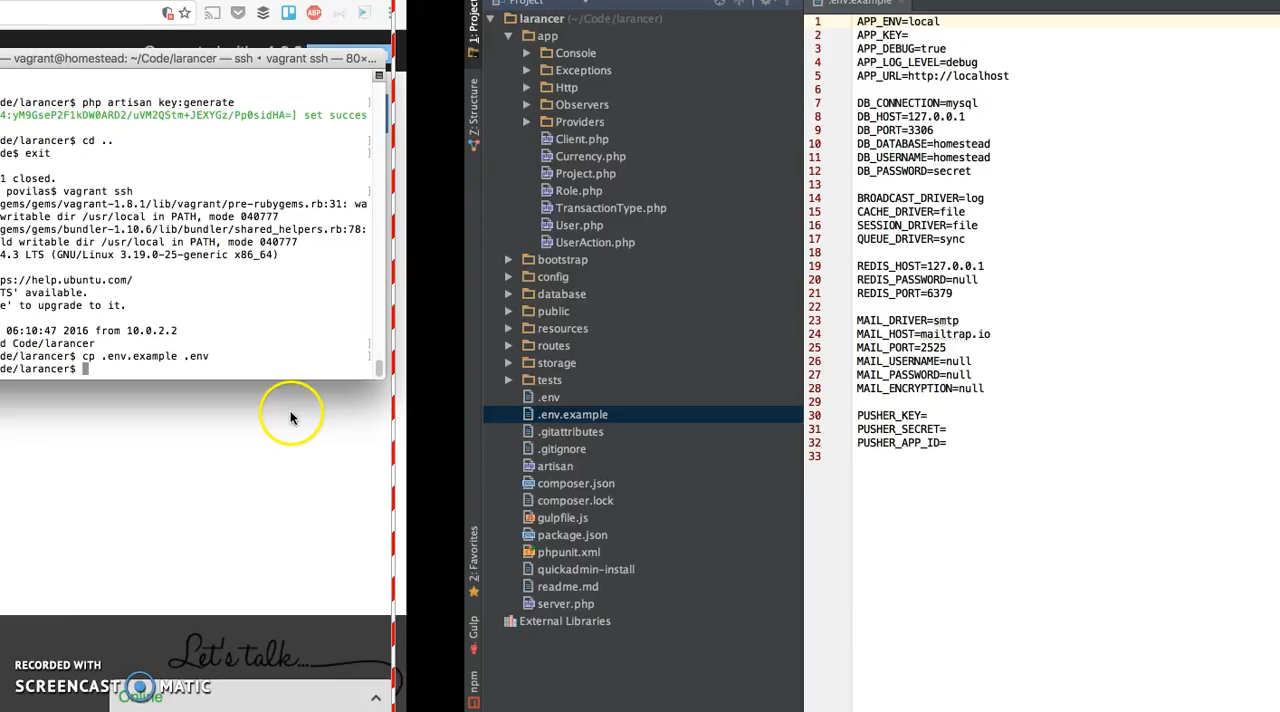 — vagrant@homestead: ~/Code/larancer — ssh • vagrant ssh — 80×...
de/larancer$ php artisan key:generate
4:yM9GseP2F1kDW0ARD2/uVM2QStm+JEXYGz/Pp0sidHA=] set succes
de/larancer$ cd ..
de$ exit
1 closed.
povilas$ vagrant ssh
gems/gems/vagrant-1.8.1/lib/vagrant/pre-rubygems.rb:31: wa
writable dir /usr/local in PATH, mode 040777
gems/gems/bundler-1.10.6/lib/bundler/shared_helpers.rb:78:
ld writable dir /usr/local in PATH, mode 040777
4.3 LTS (GNU/Linux 3.19.0-25-generic x86_64)
ps://help.ubuntu.com/
TS' available.
e' to upgrade to it.
06:10:47 2016 from 10.0.2.2
d Code/larancer
de/larancer$ cp .env.example .env
de/larancer$
Let's talk...
Online
RECORDED WITH
SCREENCAST MATIC
ABP
1: Project
Z: Structure
2: Favorites
Gulp
npm
Project
larancer (~/Code/larancer)
app
Console
Exceptions
Http
Observers
Providers
Client.php
Currency.php
Project.php
Role.php
TransactionType.php
User.php
UserAction.php
bootstrap
config
database
public
resources
routes
storage
tests
.env
.env.example
.gitattributes
.gitignore
artisan
composer.json
composer.lock
gulpfile.js
package.json
phpunit.xml
quickadmin-install
readme.md
server.php
External Libraries
.env.example
1 APP_ENV=local
2 APP_KEY=
3 APP_DEBUG=true
4 APP_LOG_LEVEL=debug
5 APP_URL=http://localhost
6
7 DB_CONNECTION=mysql
8 DB_HOST=127.0.0.1
9 DB_PORT=3306
10 DB_DATABASE=homestead
11 DB_USERNAME=homestead
12 DB_PASSWORD=secret
13
14 BROADCAST_DRIVER=log
15 CACHE_DRIVER=file
16 SESSION_DRIVER=file
17 QUEUE_DRIVER=sync
18
19 REDIS_HOST=127.0.0.1
20 REDIS_PASSWORD=null
21 REDIS_PORT=6379
22
23 MAIL_DRIVER=smtp
24 MAIL_HOST=mailtrap.io
25 MAIL_PORT=2525
26 MAIL_USERNAME=null
27 MAIL_PASSWORD=null
28 MAIL_ENCRYPTION=null
29
30 PUSHER_KEY=
31 PUSHER_SECRET=
32 PUSHER_APP_ID=
33